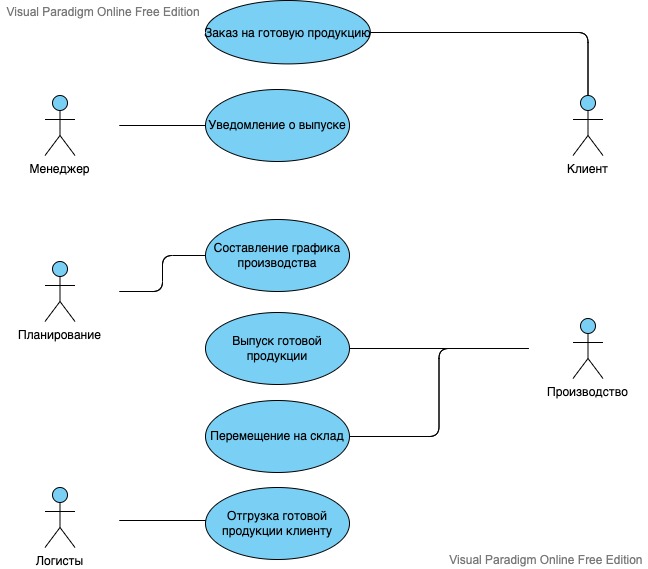 Visual Paradigm Online Free Edition
Заказ на готовую продукцию
Уведомление о выпуске
Менеджер
Клиент
Составление графика
производства
Планирование
Выпуск готовой
продукции
Производство
Перемещение на склад
Отгрузка готовой
продукции клиенту
Логисты
Visual Paradigm Online Free Edition